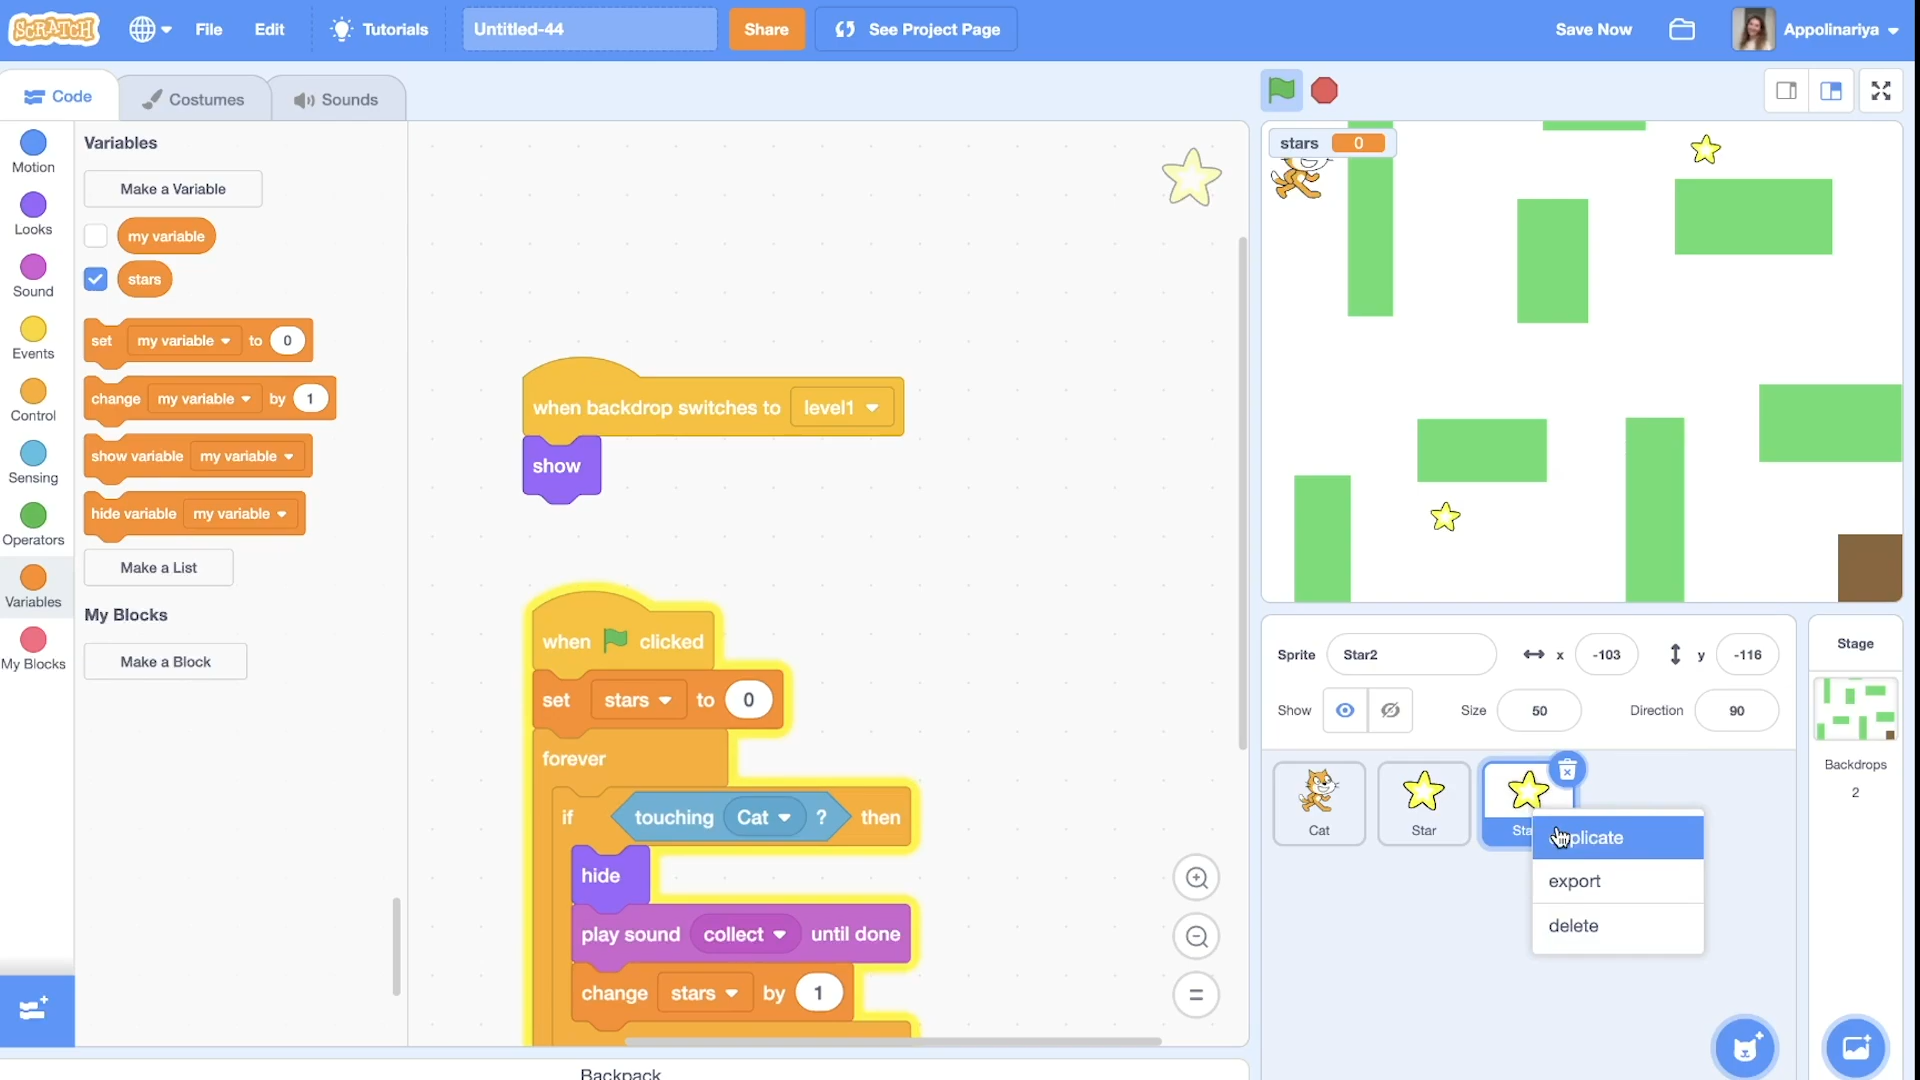 SCRATCH
File
Edit
Tutorials
Untitled-44
Share
See Project Page
Save Now
Appolinariya
Code
Costumes
Sounds
Motion
Looks
Sound
Events
Control
Sensing
Operators
Variables
My Blocks
Variables
Make a Variable
my variable
stars
set my variable to 0
change my variable by 1
show variable my variable
hide variable my variable
Make a List
My Blocks
Make a Block
when backdrop switches to level1
show
when clicked
set stars to 0
forever
if touching Cat ? then
hide
play sound collect until done
change stars by 1
Backpack
stars 0
Sprite Star2 x -103 y -116
Show Size 50 Direction 90
Cat
Star
export
delete
Stage
Backdrops
2